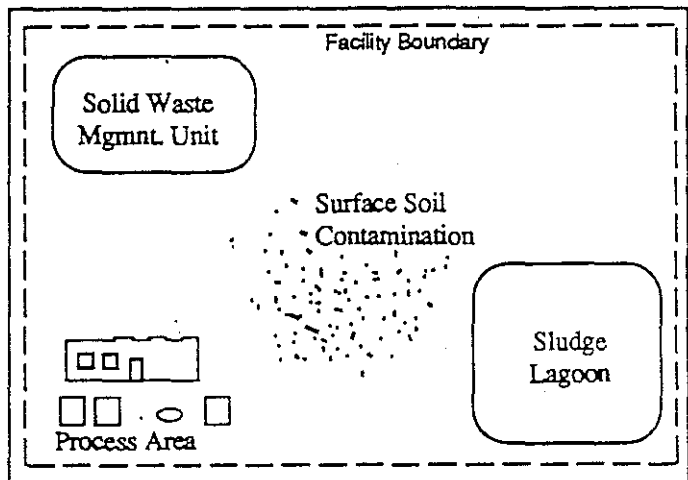 Facility Boundary
Solid Waste
Mgmnt. Unit
Surface Soil
Contamination
Sludge
Lagoon
Process Area